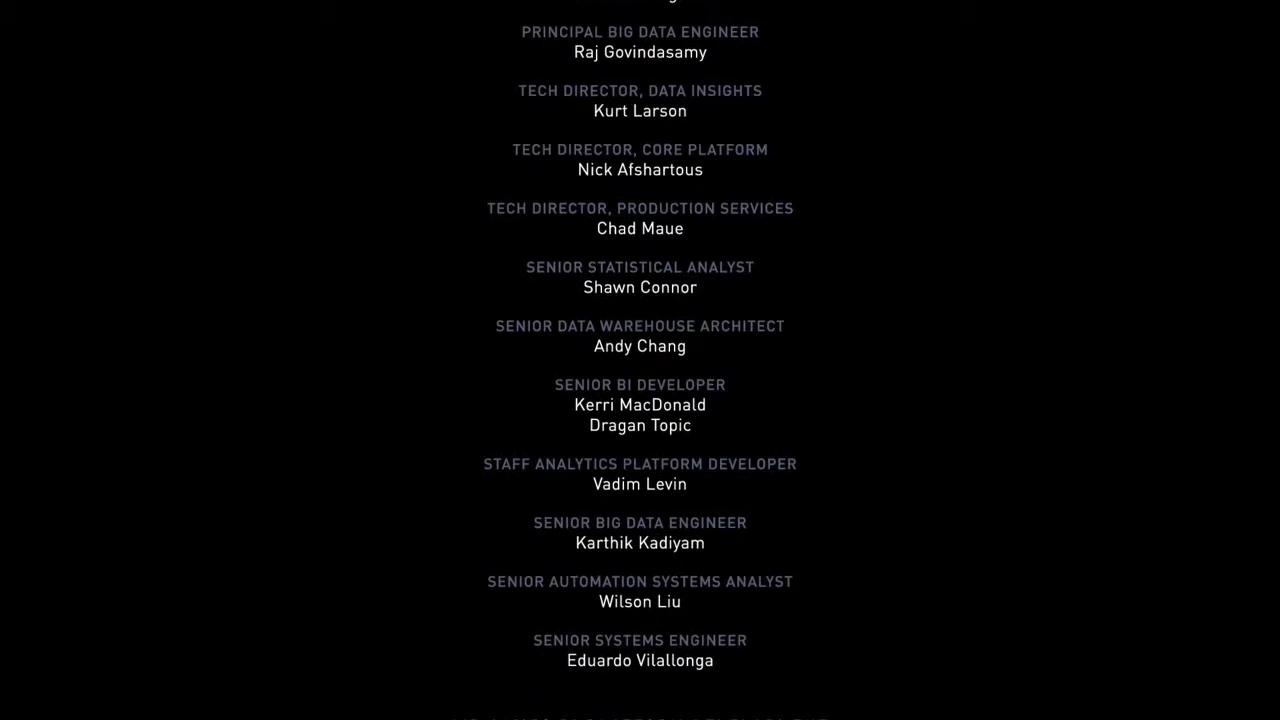 PRINCIPAL BIG DATA ENGINEER
Raj Govindasamy
TECH DIRECTOR, DATA INSIGHTS
Kurt Larson
TECH DIRECTOR, CORE PLATFORM
Nick Afshartous
TECH DIRECTOR, PRODUCTION SERVICES
Chad Maue
SENIOR STATISTICAL ANALYST
Shawn Connor
SENIOR DATA WAREHOUSE ARCHITECT
Andy Chang
SENIOR BI DEVELOPER
Kerri MacDonald
Dragan Topic
STAFF ANALYTICS PLATFORM DEVELOPER
Vadim Levin
SENIOR BIG DATA ENGINEER
Karthik Kadiyam
SENIOR AUTOMATION SYSTEMS ANALYST
Wilson Liu
SENIOR SYSTEMS ENGINEER
Eduardo Vilallonga